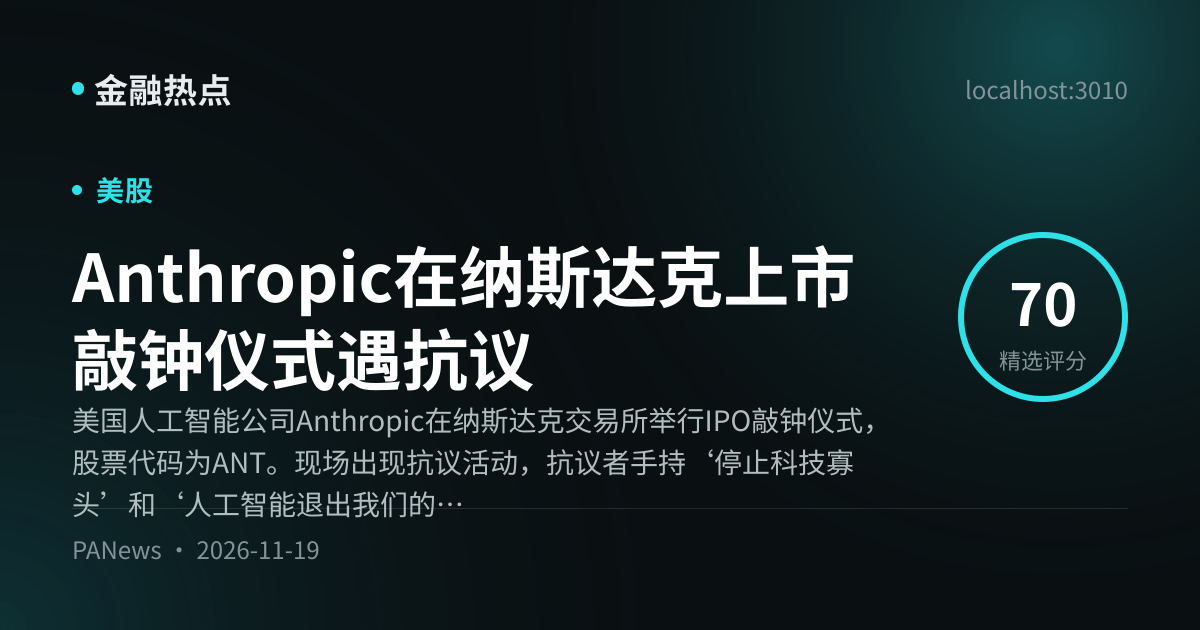 金融热点
localhost:3010
美股
Anthropic在纳斯达克上市
敲钟仪式遇抗议
70
精选评分
美国人工智能公司Anthropic在纳斯达克交易所举行IPO敲钟仪式，
股票代码为ANT。现场出现抗议活动，抗议者手持‘停止科技寡
头’和‘人工智能退出我们的…
PANews • 2026-11-19